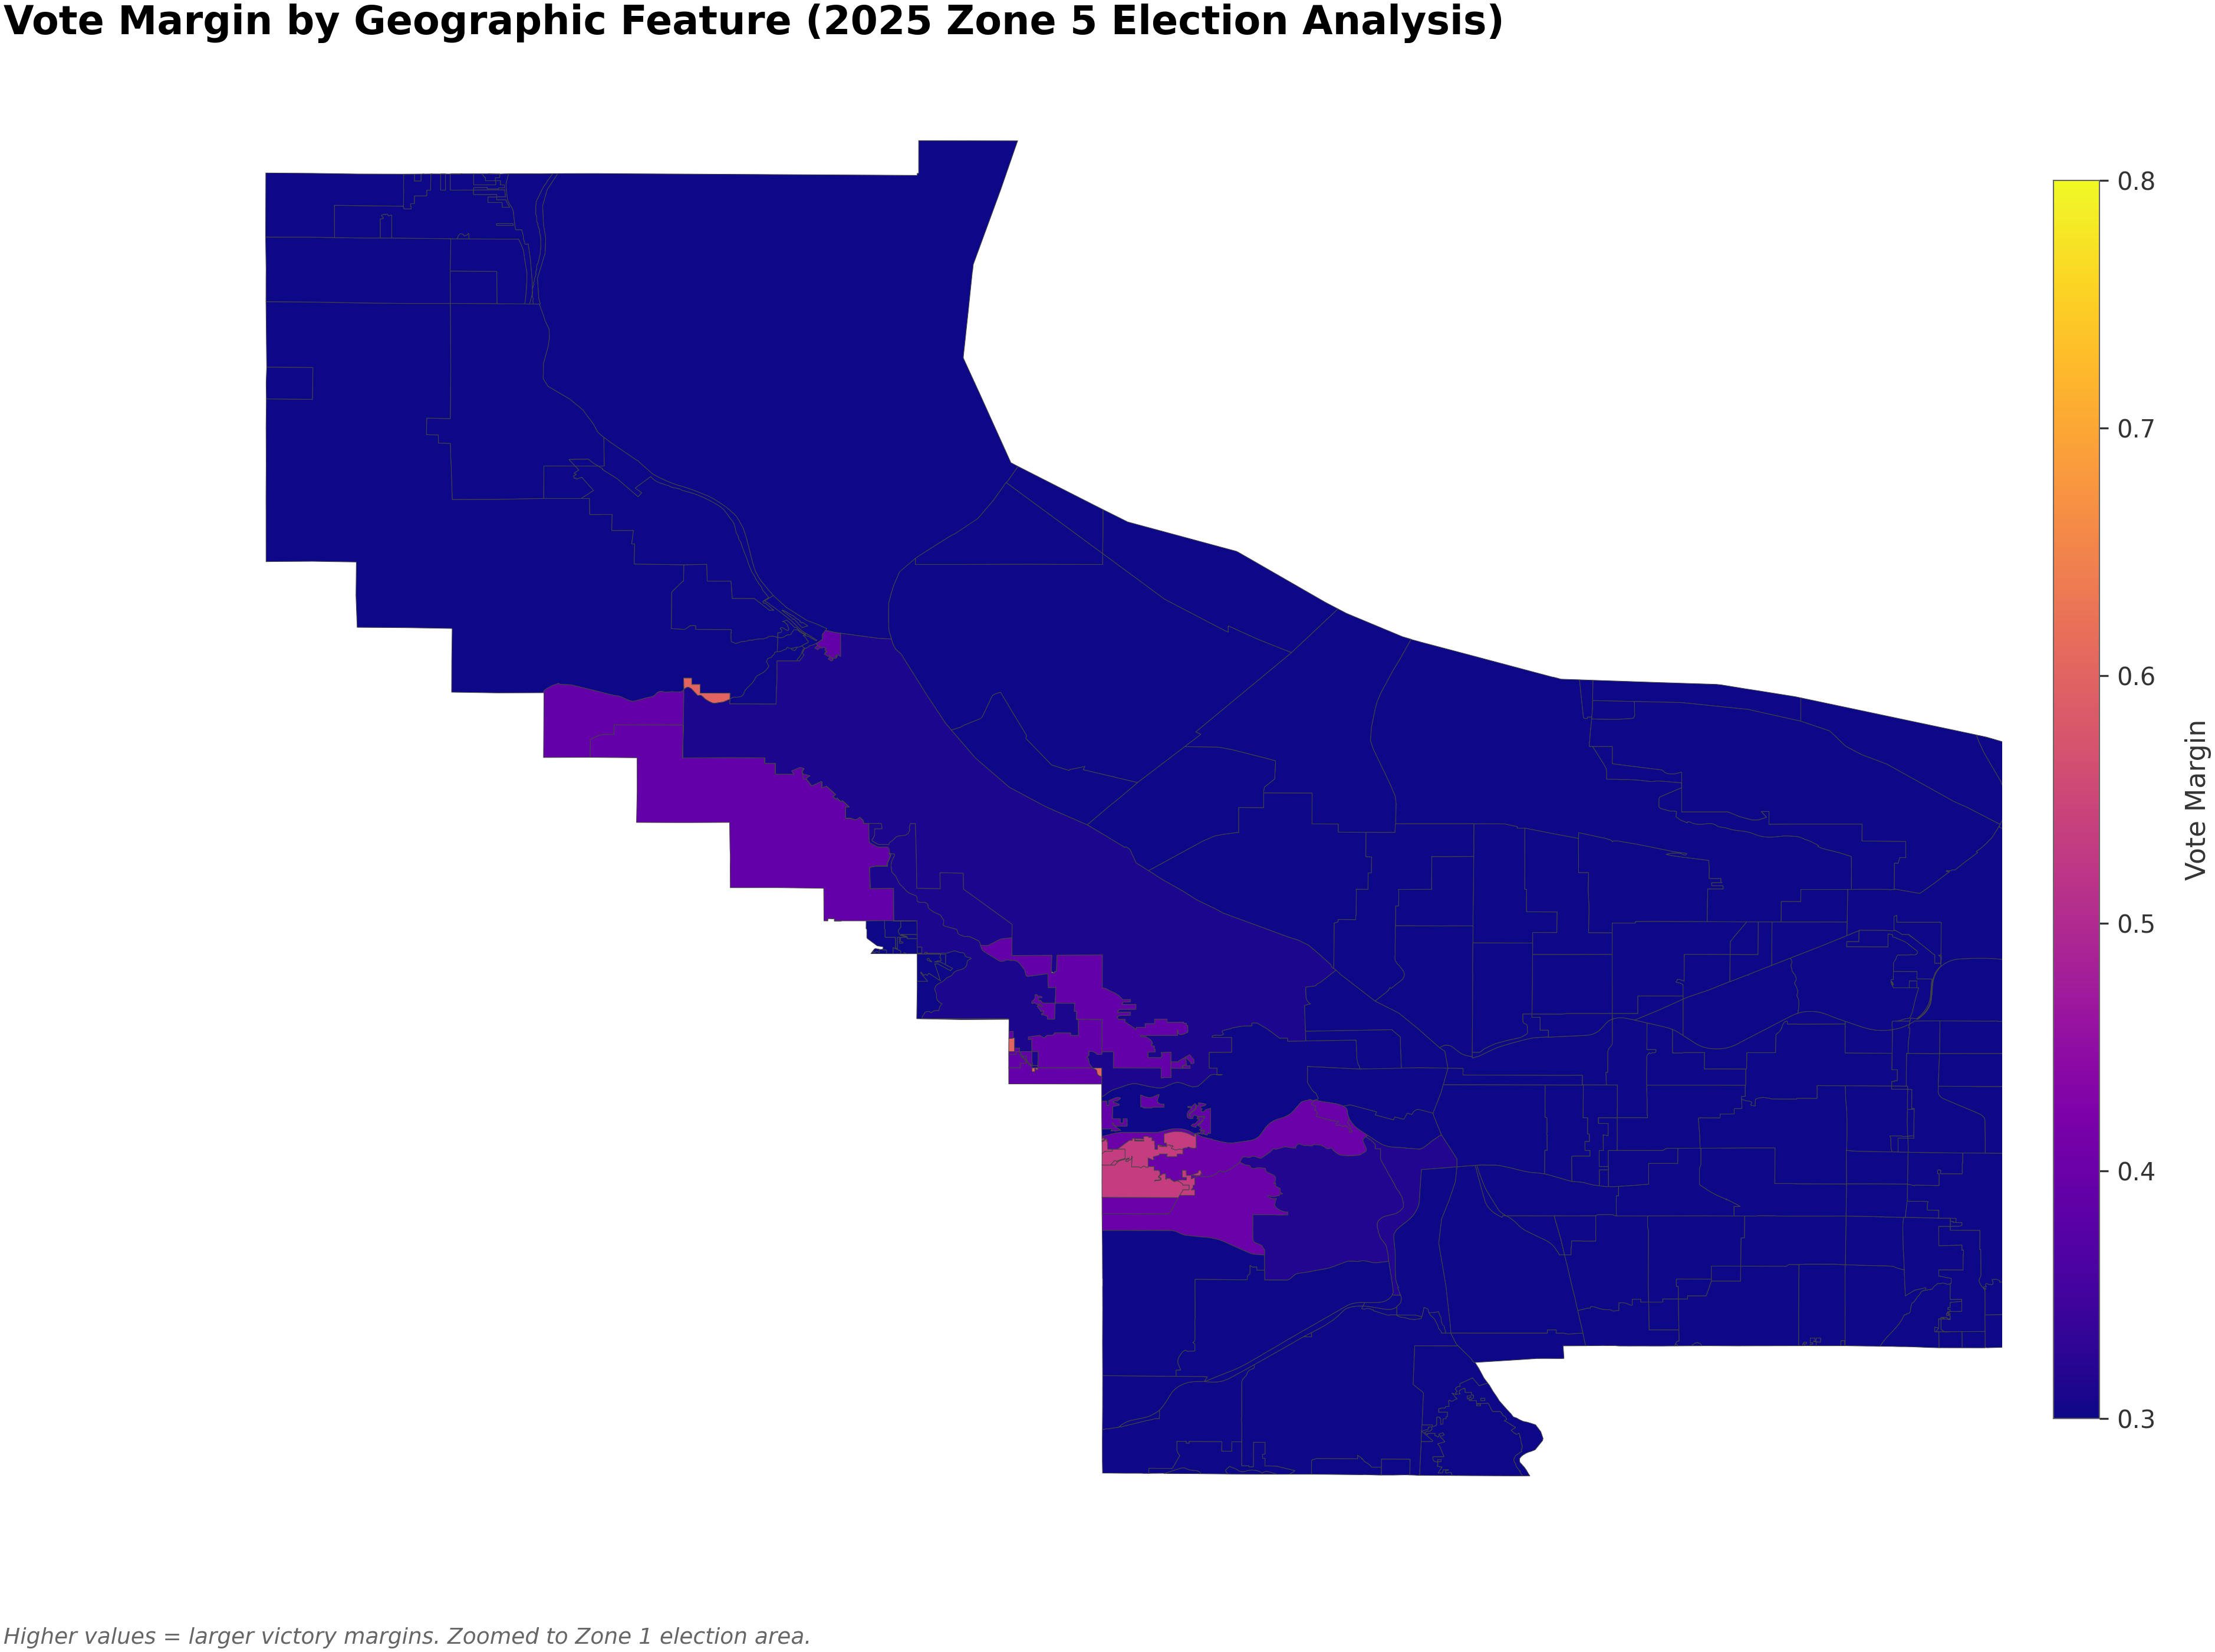 Vote Margin by Geographic Feature (2025 Zone 5 Election Analysis)
0.8
0.7
0.6
0.5
0.4
0.3
Vote Margin
Higher values = larger victory margins. Zoomed to Zone 1 election area.